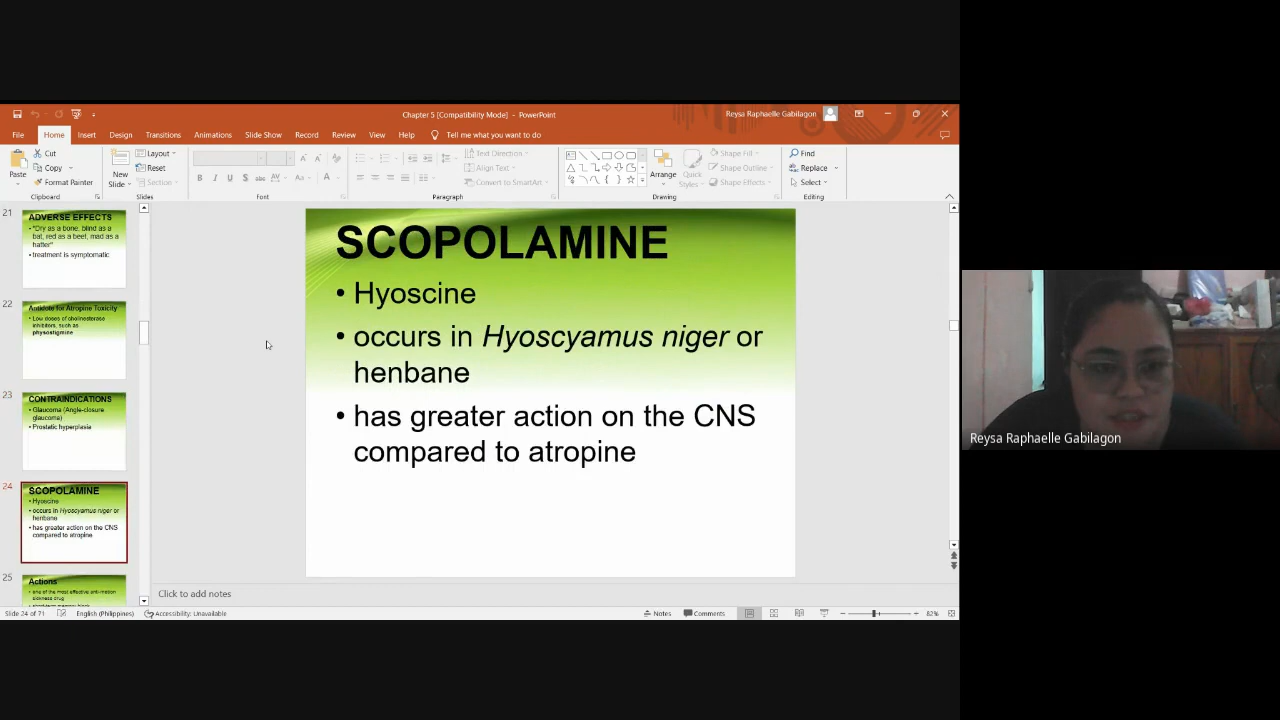 Chapter 5 [Compatibility Mode] - PowerPoint
Reysa Raphaelle Gabilagon
File Home Insert Design Transitions Animations Slide Show Record Review View Help Tell me what you want to do
Paste
Cut
Copy
Format Painter
Clipboard
New
Slide
Layout
Reset
Section
Slides
Font
Text Direction
Align Text
Convert to SmartArt
Paragraph
Arrange
Quick
Styles
Shape Fill
Shape Outline
Shape Effects
Drawing
Find
Replace
Select
Editing
21
ADVERSE EFFECTS
• "Dry as a bone, blind as a
bat, red as a beet, mad as a
hatter"
• treatment is symptomatic
22
Antidote for Atropine Toxicity
• Low doses of cholinesterase
inhibitors, such as
physostigmine
23
CONTRAINDICATIONS
• Glaucoma (Angle-closure
glaucoma)
• Prostatic hyperplasia
24
SCOPOLAMINE
• Hyoscine
• occurs in Hyoscyamus niger or
henbane
• has greater action on the CNS
compared to atropine
25
Actions
• one of the most effective anti-motion
sickness drug
SCOPOLAMINE
• Hyoscine
• occurs in Hyoscyamus niger or
henbane
• has greater action on the CNS
compared to atropine
Click to add notes
Slide 24 of 71 English (Philippines) Accessibility: Unavailable Notes Comments 82%
Reysa Raphaelle Gabilagon